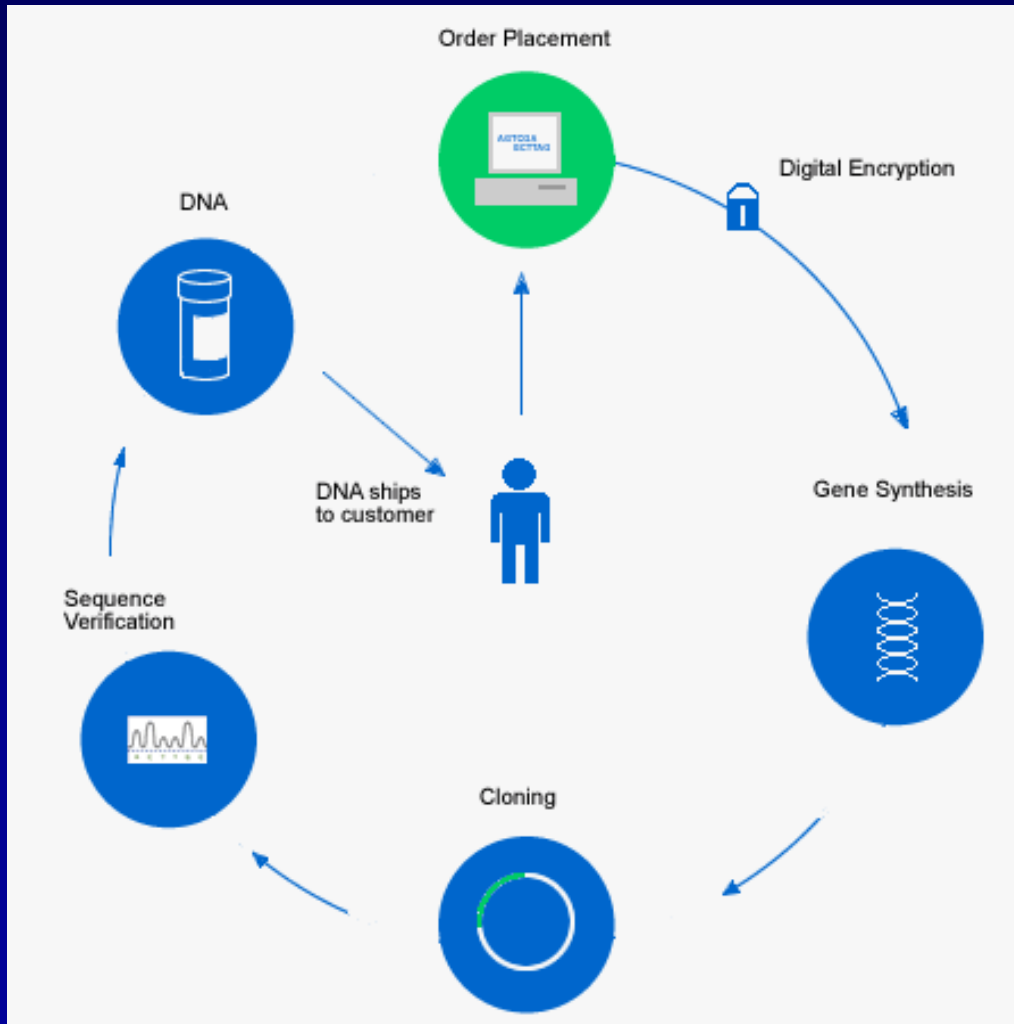 Order Placement
Digital Encryption
DNA
DNA ships
to customer
Gene Synthesis
Sequence
Verification
Cloning